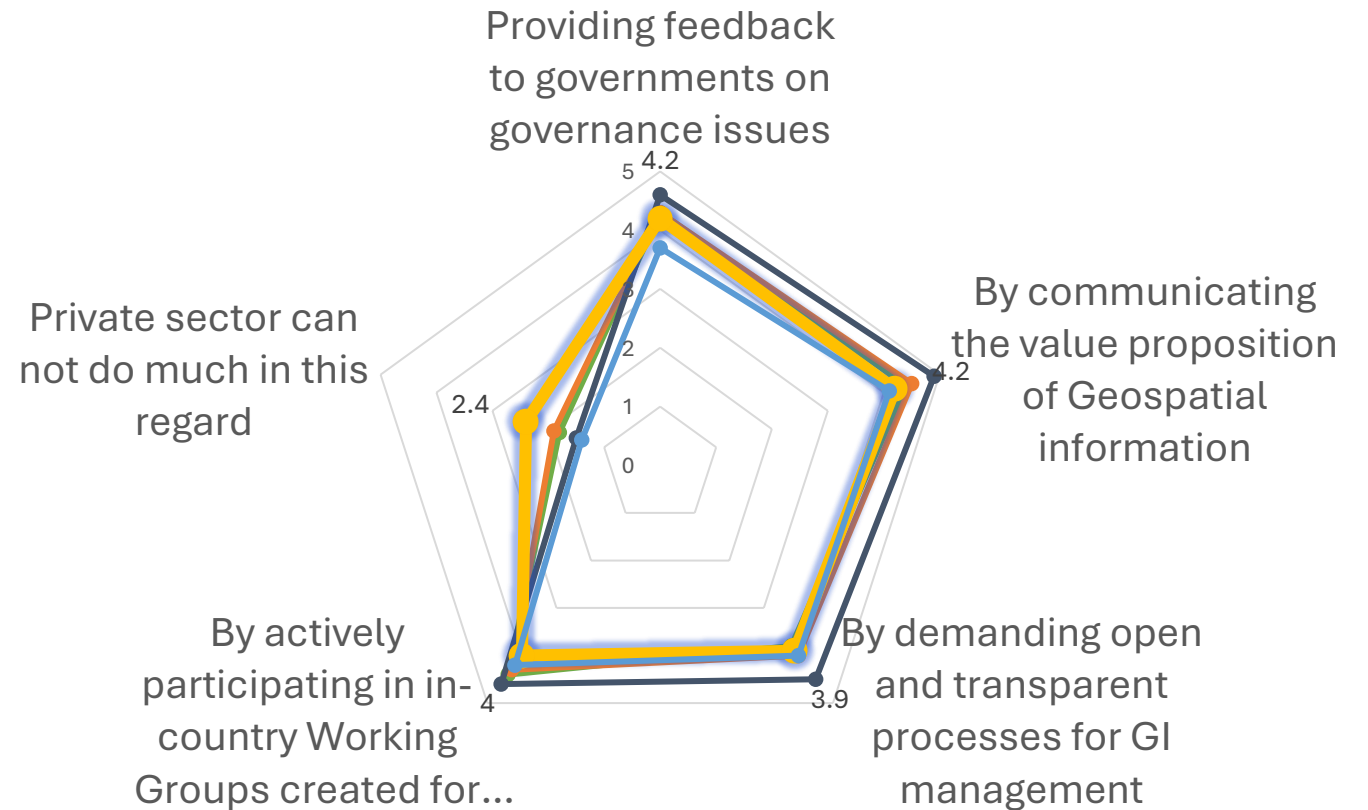 Providing feedback
to governments on
governance issues
4.2
5
4
3
2
1
0
By communicating
the value proposition
of Geospatial
information
4.2
Private sector can
not do much in this
regard
2.4
By actively
participating in in-
country Working
Groups created for...
4
By demanding open
and transparent
processes for GI
management
3.9